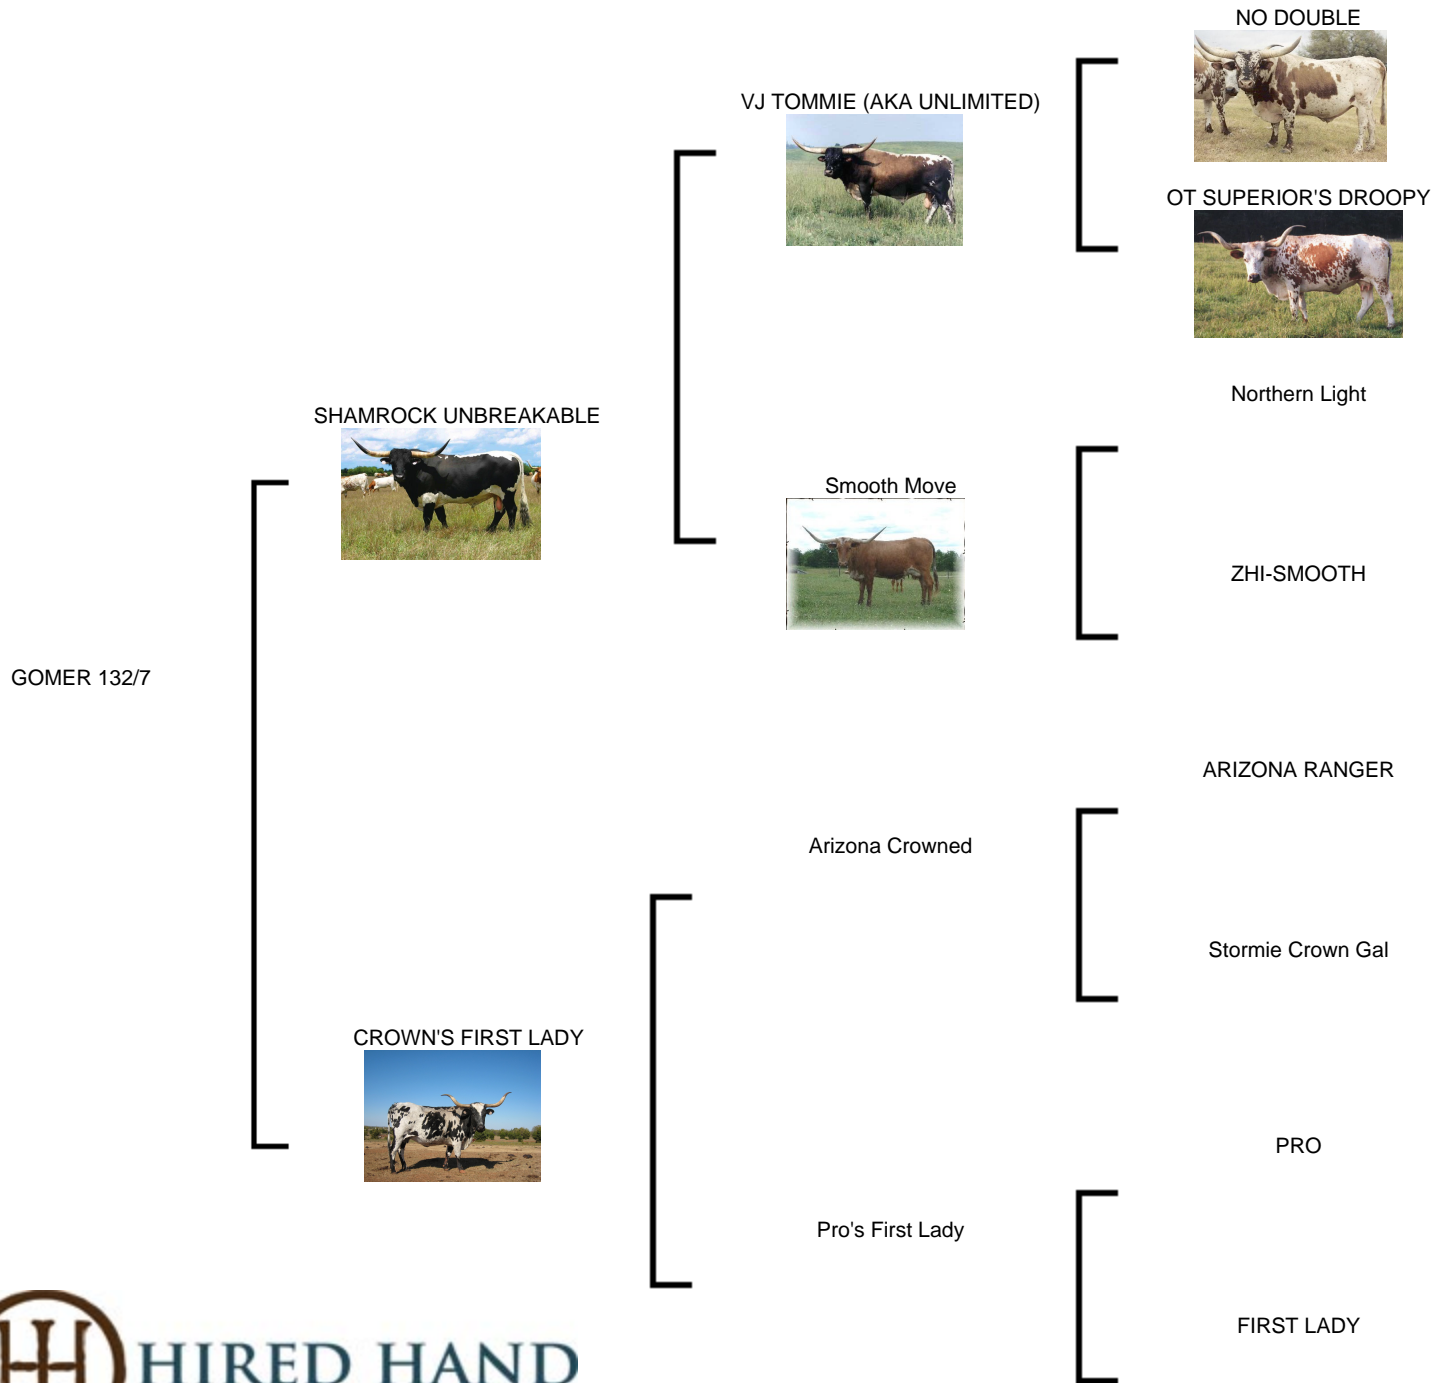 NO DOUBLE
VJ TOMMIE (AKA UNLIMITED)
OT SUPERIOR'S DROOPY
Northern Light
SHAMROCK UNBREAKABLE
Smooth Move
ZHI-SMOOTH
GOMER 132/7
ARIZONA RANGER
Arizona Crowned
Stormie Crown Gal
CROWN'S FIRST LADY
PRO
Pro's First Lady
FIRST LADY
HIRED HAND